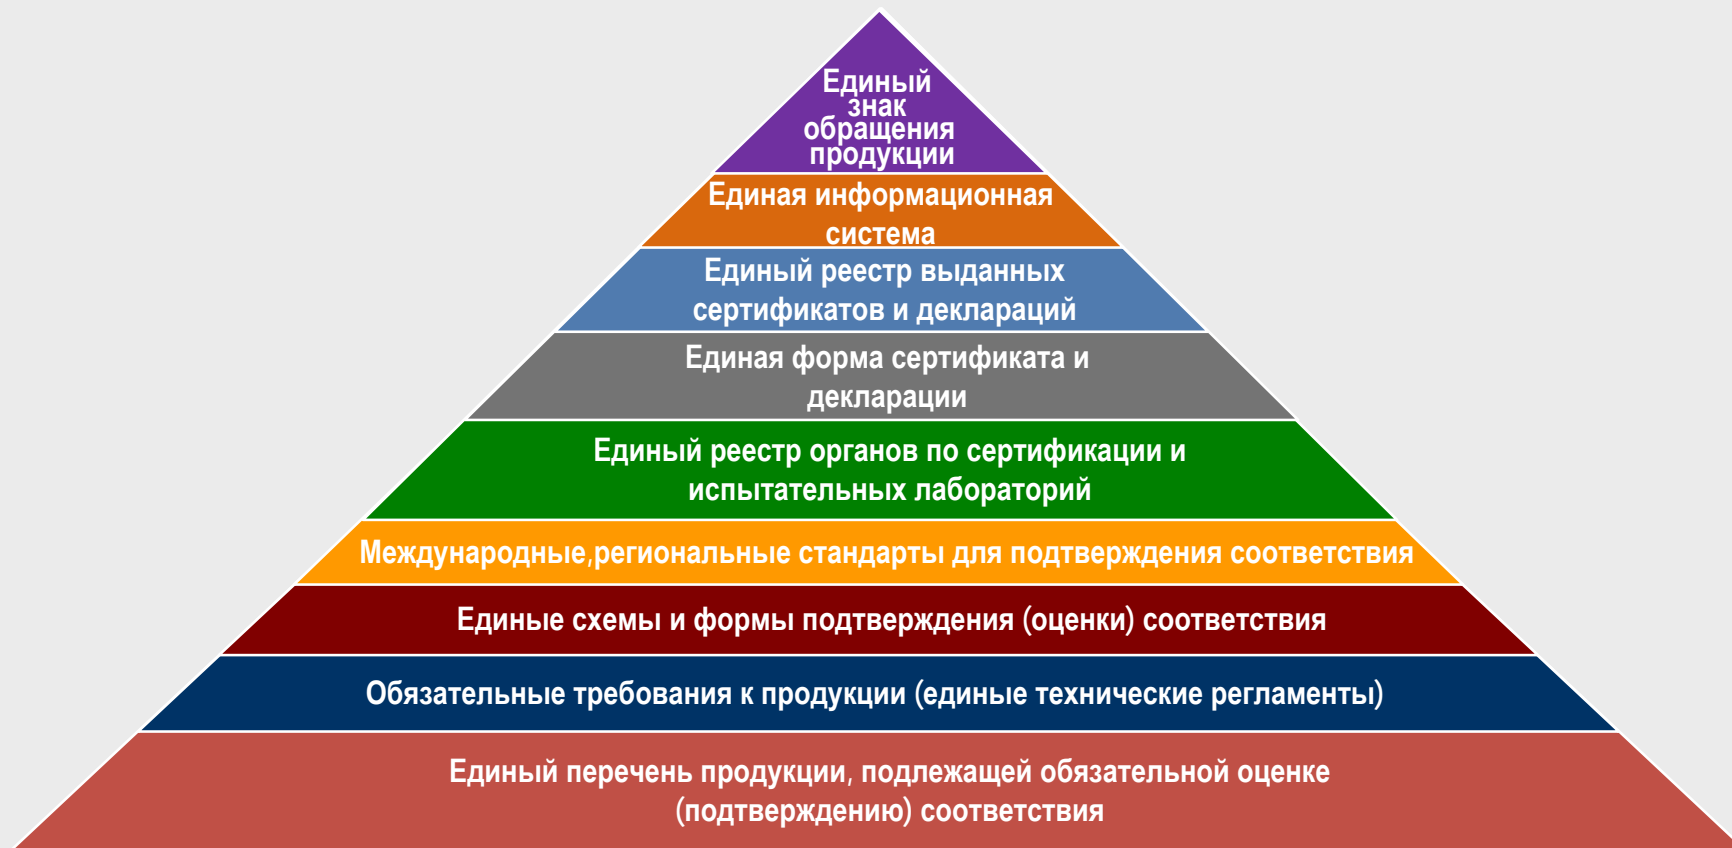 Единый
знак
обращения
продукции
Единая информационная
система
Единый реестр выданных
сертификатов и деклараций
Единая форма сертификата и
декларации
Единый реестр органов по сертификации и
испытательных лабораторий
Международные,региональные стандарты для подтверждения соответствия
Единые схемы и формы подтверждения (оценки) соответствия
Обязательные требования к продукции (единые технические регламенты)
Единый перечень продукции, подлежащей обязательной оценке
(подтверждению) соответствия